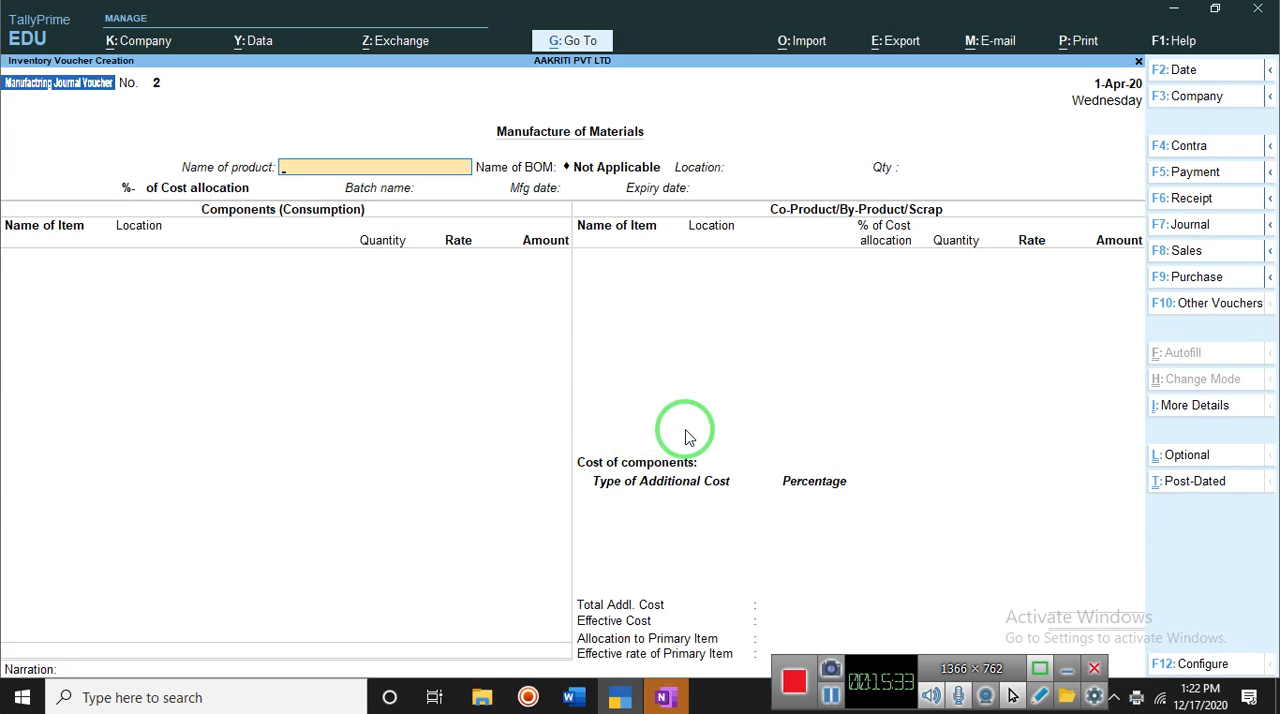 TallyPrime
EDU
MANAGE
K: Company
Y: Data
Z: Exchange
G: Go To
O: Import
E: Export
M: E-mail
P: Print
F1: Help
Inventory Voucher Creation
AAKRITI PVT LTD
Manufactring Journal Voucher No. 2
1-Apr-20
Wednesday
Manufacture of Materials
Name of product: Name of BOM: ♦ Not Applicable Location: Qty :
%- of Cost allocation Batch name: Mfg date: Expiry date:
Components (Consumption)
Name of Item Location
Quantity Rate Amount
Co-Product/By-Product/Scrap
Name of Item Location % of Cost
allocation Quantity Rate Amount
Cost of components:
Type of Additional Cost Percentage
Total Addl. Cost :
Effective Cost :
Allocation to Primary Item :
Effective rate of Primary Item :
Narration:
F2: Date
F3: Company
F4: Contra
F5: Payment
F6: Receipt
F7: Journal
F8: Sales
F9: Purchase
F10: Other Vouchers
F: Autofill
H: Change Mode
I: More Details
L: Optional
T: Post-Dated
F12: Configure
Activate Windows
Go to Settings to activate Windows.
00:15:33
1366 × 762
Type here to search
1:22 PM
12/17/2020